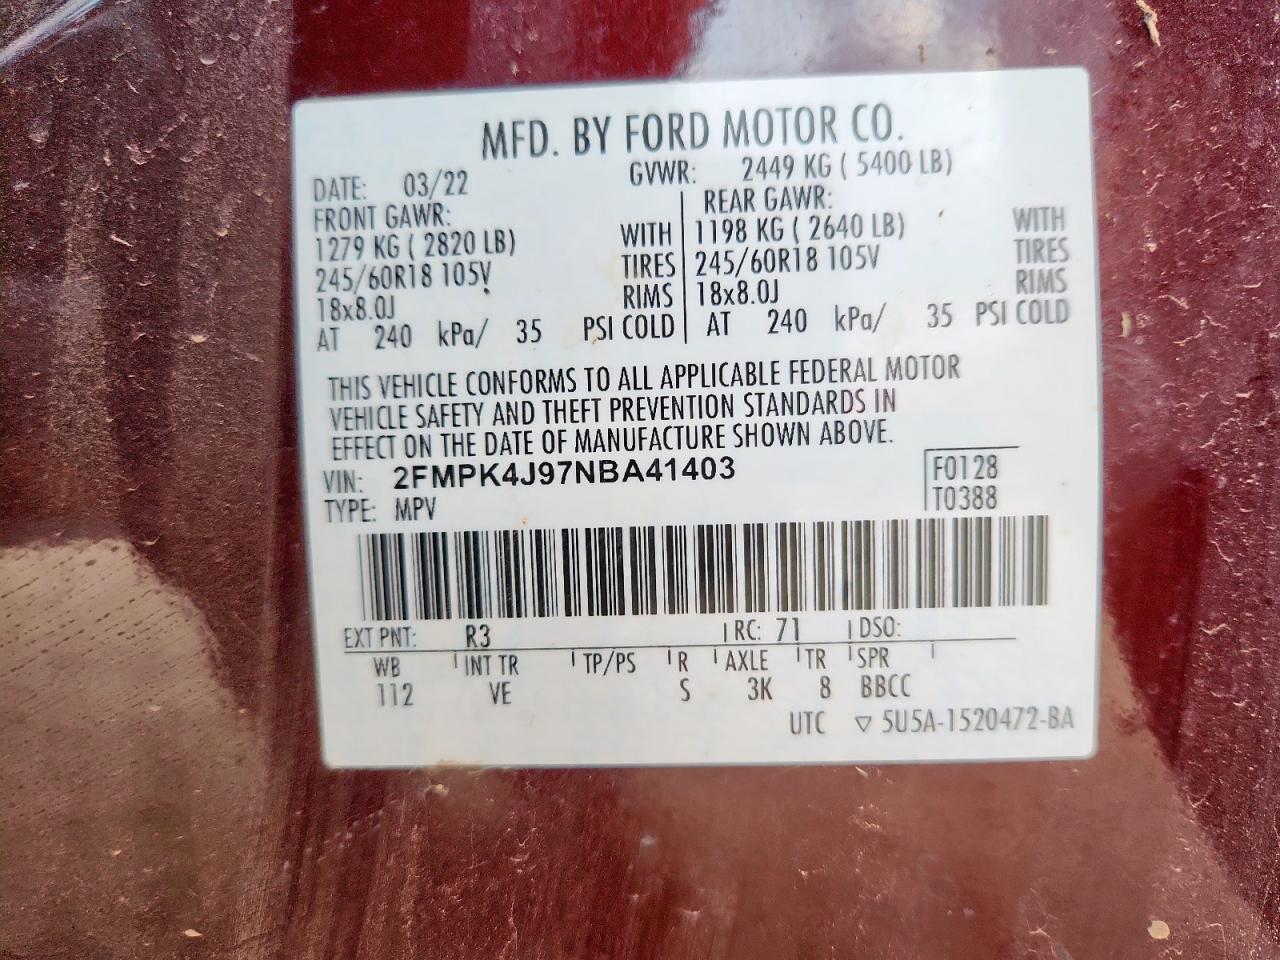 MFD. BY FORD MOTOR CO.
DATE: 03/22 GVWR: 2449 KG ( 5400 LB)
FRONT GAWR: REAR GAWR:
1279 KG ( 2820 LB) WITH 1198 KG ( 2640 LB) WITH
245/60R18 105V TIRES 245/60R18 105V TIRES
18x8.0J RIMS 18x8.0J RIMS
AT 240 kPa/ 35 PSI COLD AT 240 kPa/ 35 PSI COLD
THIS VEHICLE CONFORMS TO ALL APPLICABLE FEDERAL MOTOR
VEHICLE SAFETY AND THEFT PREVENTION STANDARDS IN
EFFECT ON THE DATE OF MANUFACTURE SHOWN ABOVE.
VIN: 2FMPK4J97NBA41403 F0128
TYPE: MPV T0388
EXT PNT: R3 RC: 71 DSO:
WB INT TR TP/PS R AXLE TR SPR
112 VE S 3K 8 BBCC
UTC ▽ 5U5A-1520472-BA